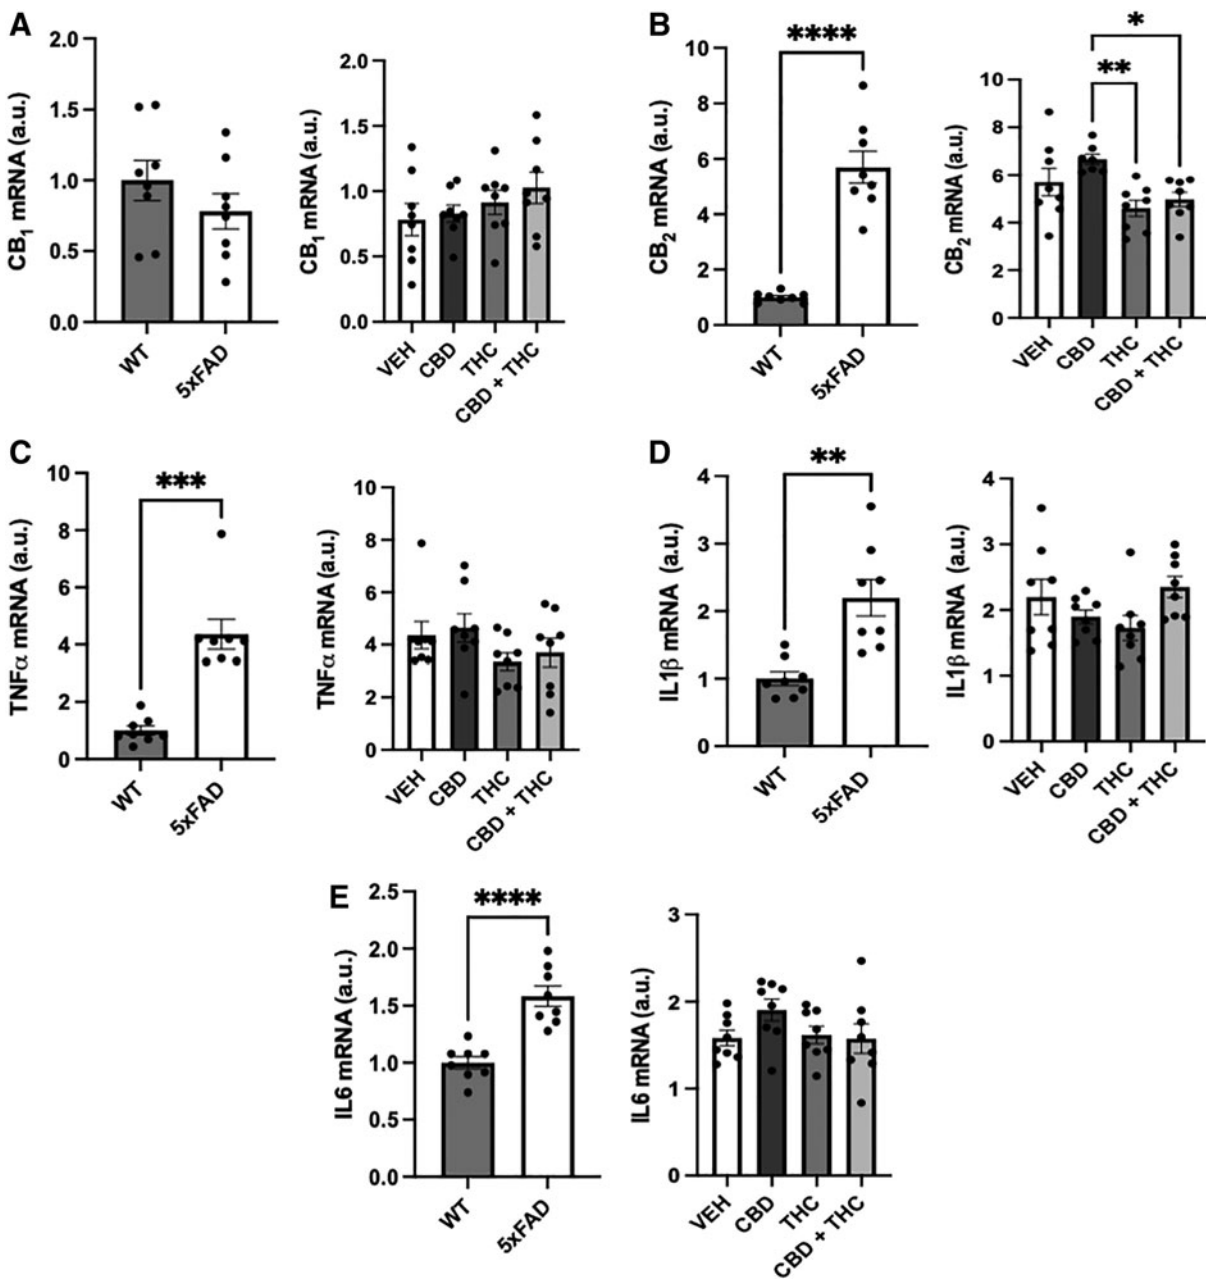 A
CB1 mRNA (a.u.)
2.0
1.5
1.0
0.5
0.0
WT
5xFAD
CB1 mRNA (a.u.)
2.0
1.5
1.0
0.5
0.0
VEH
CBD
THC
CBD + THC
B
CB2 mRNA (a.u.)
10
8
6
4
2
0
****
WT
5xFAD
CB2 mRNA (a.u.)
10
8
6
4
2
0
*
**
VEH
CBD
THC
CBD + THC
C
TNFα mRNA (a.u.)
10
8
6
4
2
0
***
WT
5xFAD
TNFα mRNA (a.u.)
10
8
6
4
2
0
VEH
CBD
THC
CBD + THC
D
IL1β mRNA (a.u.)
4
3
2
1
0
**
WT
5xFAD
IL1β mRNA (a.u.)
4
3
2
1
0
VEH
CBD
THC
CBD + THC
E
IL6 mRNA (a.u.)
2.5
2.0
1.5
1.0
0.5
0.0
****
WT
5xFAD
IL6 mRNA (a.u.)
3
2
1
0
VEH
CBD
THC
CBD + THC